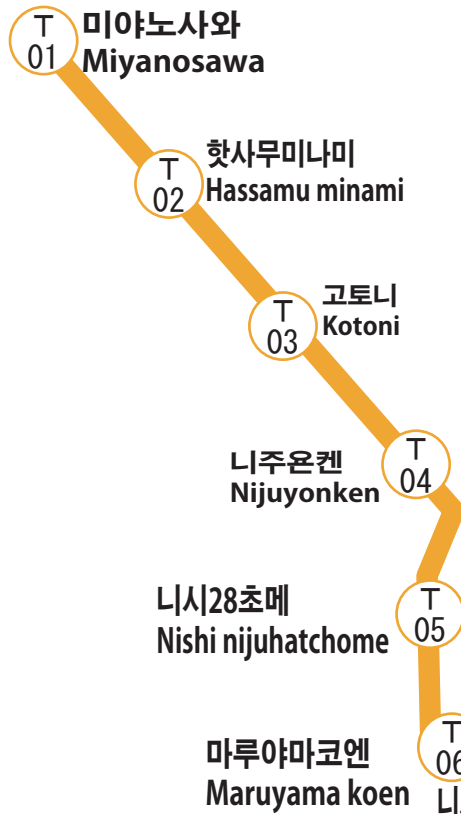 T
01
미야노사와
Miyanosawa
T
02
핫사무미나미
Hassamu minami
T
03
고토니
Kotoni
T
04
니주욘켄
Nijuyonken
T
05
니시28초메
Nishi nijuhatchome
T
06
마루야마코엔
Maruyama koen